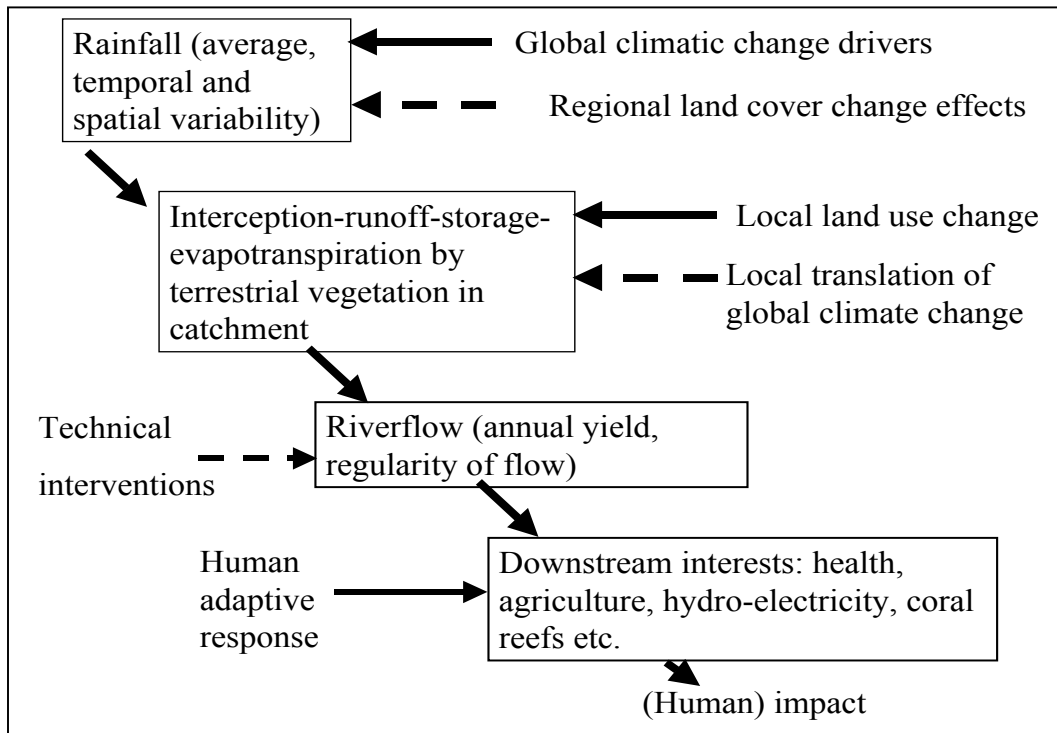 Rainfall (average,
temporal and
spatial variability)
Global climatic change drivers
Regional land cover change effects
Interception-runoff-storage-
evapotranspiration by
terrestrial vegetation in
catchment
Local land use change
Local translation of
global climate change
Technical
interventions
Riverflow (annual yield,
regularity of flow)
Human
adaptive
response
Downstream interests: health,
agriculture, hydro-electricity, coral
reefs etc.
(Human) impact